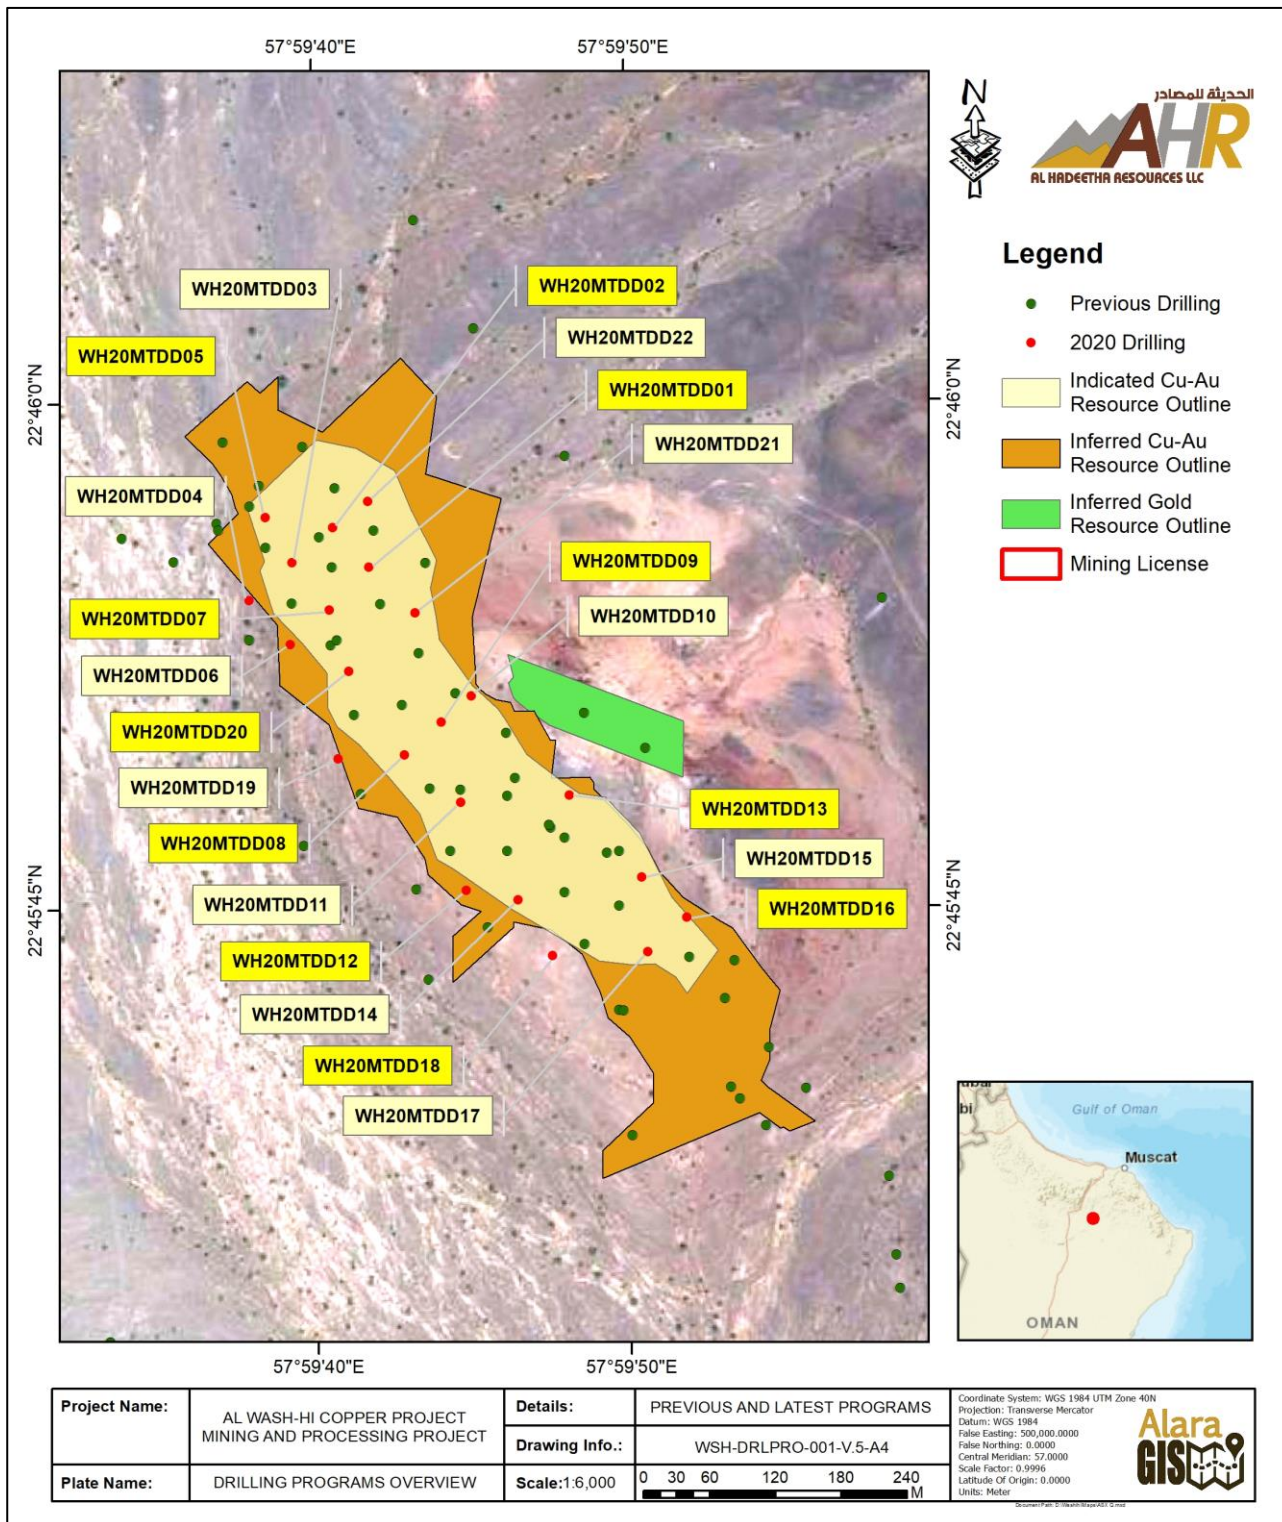 57°59'40"E
57°59'50"E
N
الحديثة للمصادر
AHR
AL HADEETHA RESOURCES LLC
Legend
Previous Drilling
2020 Drilling
Indicated Cu-Au
Resource Outline
Inferred Cu-Au
Resource Outline
Inferred Gold
Resource Outline
Mining License
WH20MTDD03
WH20MTDD02
WH20MTDD22
WH20MTDD05
WH20MTDD01
WH20MTDD21
WH20MTDD04
WH20MTDD09
WH20MTDD07
WH20MTDD10
WH20MTDD06
WH20MTDD20
WH20MTDD19
WH20MTDD13
WH20MTDD08
WH20MTDD15
WH20MTDD11
WH20MTDD16
WH20MTDD12
WH20MTDD14
WH20MTDD18
WH20MTDD17
22°46'0"N
22°46'0"N
22°45'45"N
22°45'45"N
57°59'40"E
57°59'50"E
Gulf of Oman
Muscat
OMAN
Project Name:
AL WASH-HI COPPER PROJECT
MINING AND PROCESSING PROJECT
Details:
PREVIOUS AND LATEST PROGRAMS
Drawing Info.:
WSH-DRLPRO-001-V.5-A4
Plate Name:
DRILLING PROGRAMS OVERVIEW
Scale:1:6,000
0 30 60 120 180 240
M
Coordinate System: WGS 1984 UTM Zone 40N
Projection: Transverse Mercator
Datum: WGS 1984
False Easting: 500,000.0000
False Northing: 0.0000
Central Meridian: 57.0000
Scale Factor: 0.9996
Latitude Of Origin: 0.0000
Units: Meter
Alara
GIS